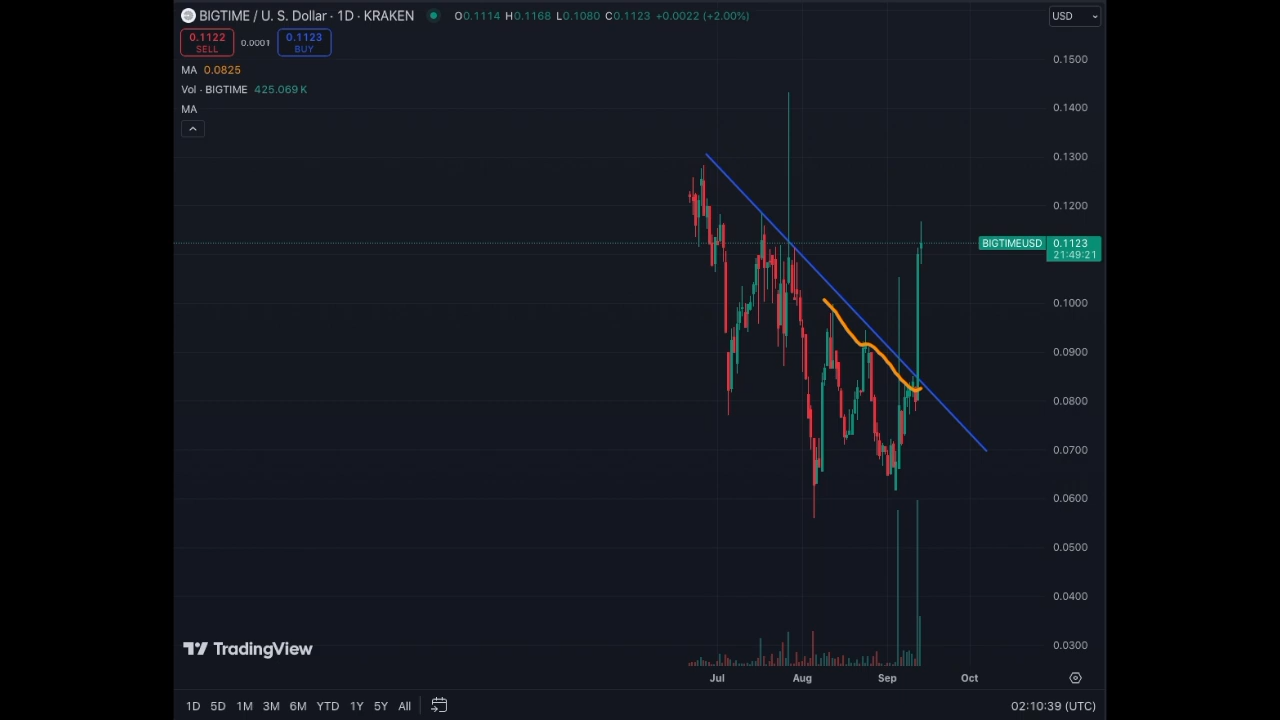 BIGTIME / U. S. Dollar · 1D · KRAKEN O0.1114 H0.1168 L0.1080 C0.1123 +0.0022 (+2.00%) USD
0.1122 SELL 0.0001 0.1123 BUY
MA 0.0825
Vol · BIGTIME 425.069 K
MA
0.1500
0.1400
0.1300
0.1200
BIGTIMEUSD 0.1123
21:49:21
0.1000
0.0900
0.0800
0.0700
0.0600
0.0500
0.0400
0.0300
TradingView
Jul Aug Sep Oct
1D 5D 1M 3M 6M YTD 1Y 5Y All 02:10:39 (UTC)